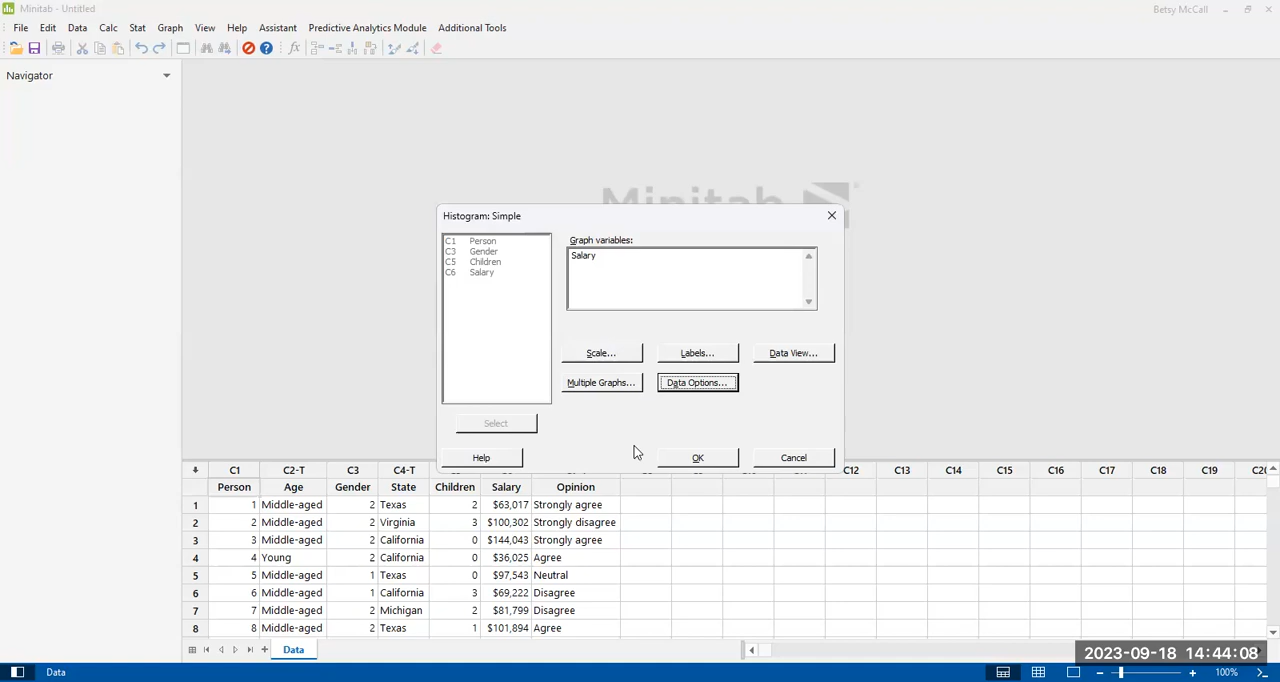 Minitab - Untitled
Betsy McCall
File Edit Data Calc Stat Graph View Help Assistant Predictive Analytics Module Additional Tools
Navigator
Minitab
Histogram: Simple
C1 Person
C3 Gender
C5 Children
C6 Salary
Graph variables:
Salary
Scale... Labels... Data View...
Multiple Graphs... Data Options...
Select
Help OK Cancel
C1 C2-T C3 C4-T C12 C13 C14 C15 C16 C17 C18 C19 C20
Person Age Gender State Children Salary Opinion
1 1 Middle-aged 2 Texas 2 $63,017 Strongly agree
2 2 Middle-aged 2 Virginia 3 $100,302 Strongly disagree
3 3 Middle-aged 2 California 0 $144,043 Strongly agree
4 4 Young 2 California 0 $36,025 Agree
5 5 Middle-aged 1 Texas 0 $97,543 Neutral
6 6 Middle-aged 1 California 3 $69,222 Disagree
7 7 Middle-aged 2 Michigan 2 $81,799 Disagree
8 8 Middle-aged 2 Texas 1 $101,894 Agree
Data
2023-09-18 14:44:08
Data
100%